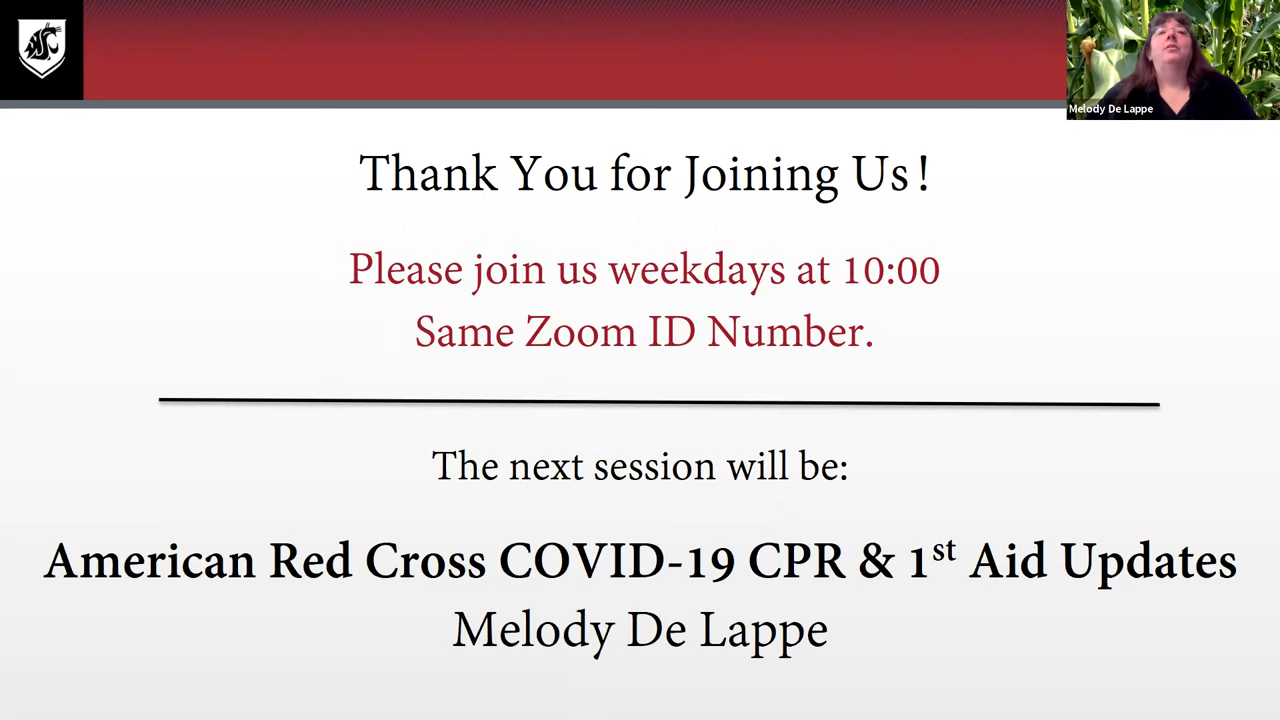 Melody De Lappe
Thank You for Joining Us!
Please join us weekdays at 10:00
Same Zoom ID Number.
The next session will be:
American Red Cross COVID-19 CPR & 1st Aid Updates
Melody De Lappe